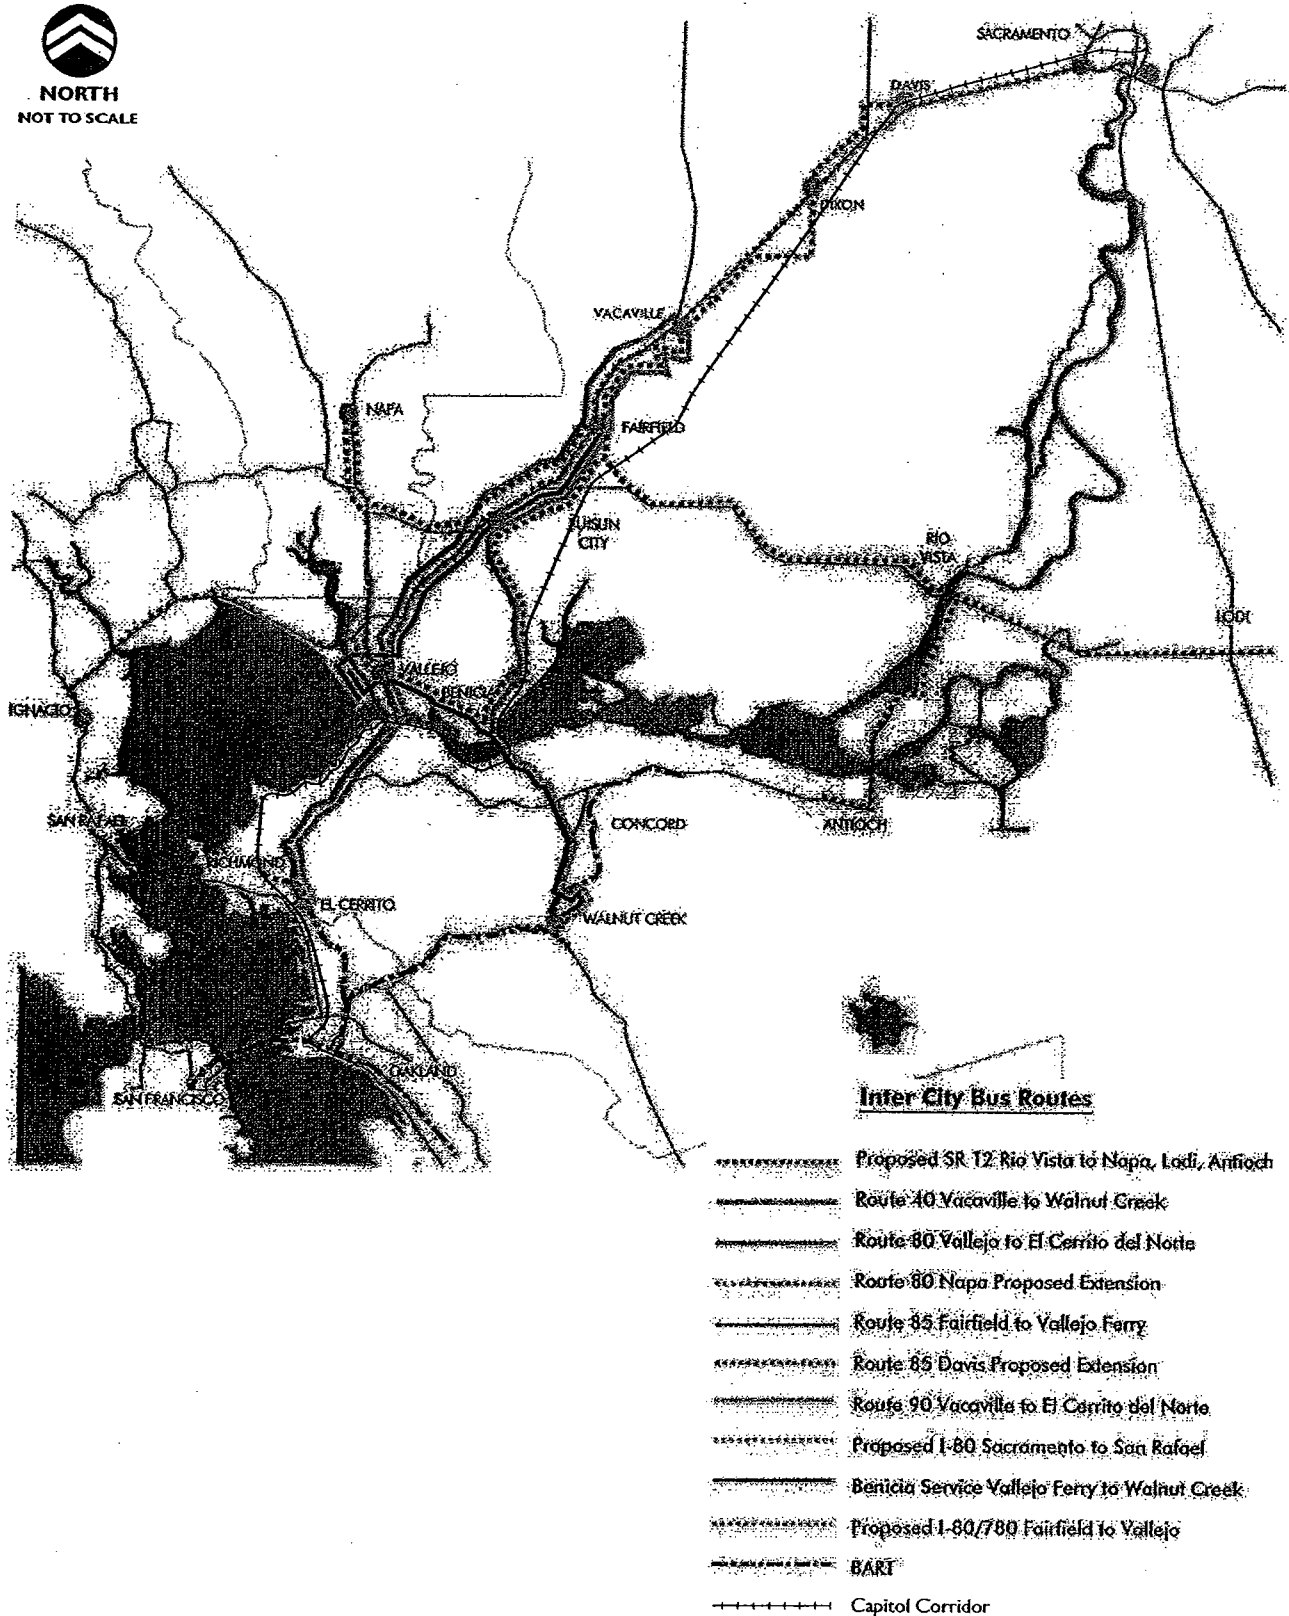 NORTH
NOT TO SCALE
SACRAMENTO
DAVIS
DIXON
VACAVILLE
NAPA
FAIRFIELD
SUISUN
CITY
RIO
VISTA
LODI
VALLEJO
BENICIA
IGNACIO
SAN RAFAEL
CONCORD
ANTIOCH
RICHMOND
EL CERRITO
WALNUT CREEK
OAKLAND
SAN FRANCISCO
Inter City Bus Routes
Proposed SR 12 Rio Vista to Napa, Lodi, Antioch
Route 40 Vacaville to Walnut Creek
Route 80 Vallejo to El Cerrito del Norte
Route 80 Napa Proposed Extension
Route 85 Fairfield to Vallejo Ferry
Route 85 Davis Proposed Extension
Route 90 Vacaville to El Cerrito del Norte
Proposed I-80 Sacramento to San Rafael
Benicia Service Vallejo Ferry to Walnut Creek
Proposed I-80/780 Fairfield to Vallejo
BART
Capitol Corridor